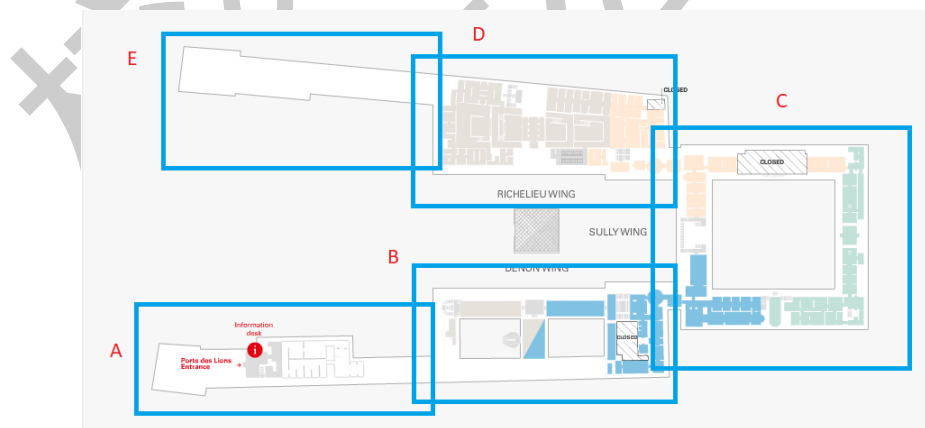 D
E
CLOSED
C
CLOSED
RICHELIEU WING
SULLY WING
B
DENON WING
Information
desk
i
A
Porte des Lions
Entrance
CLOSED